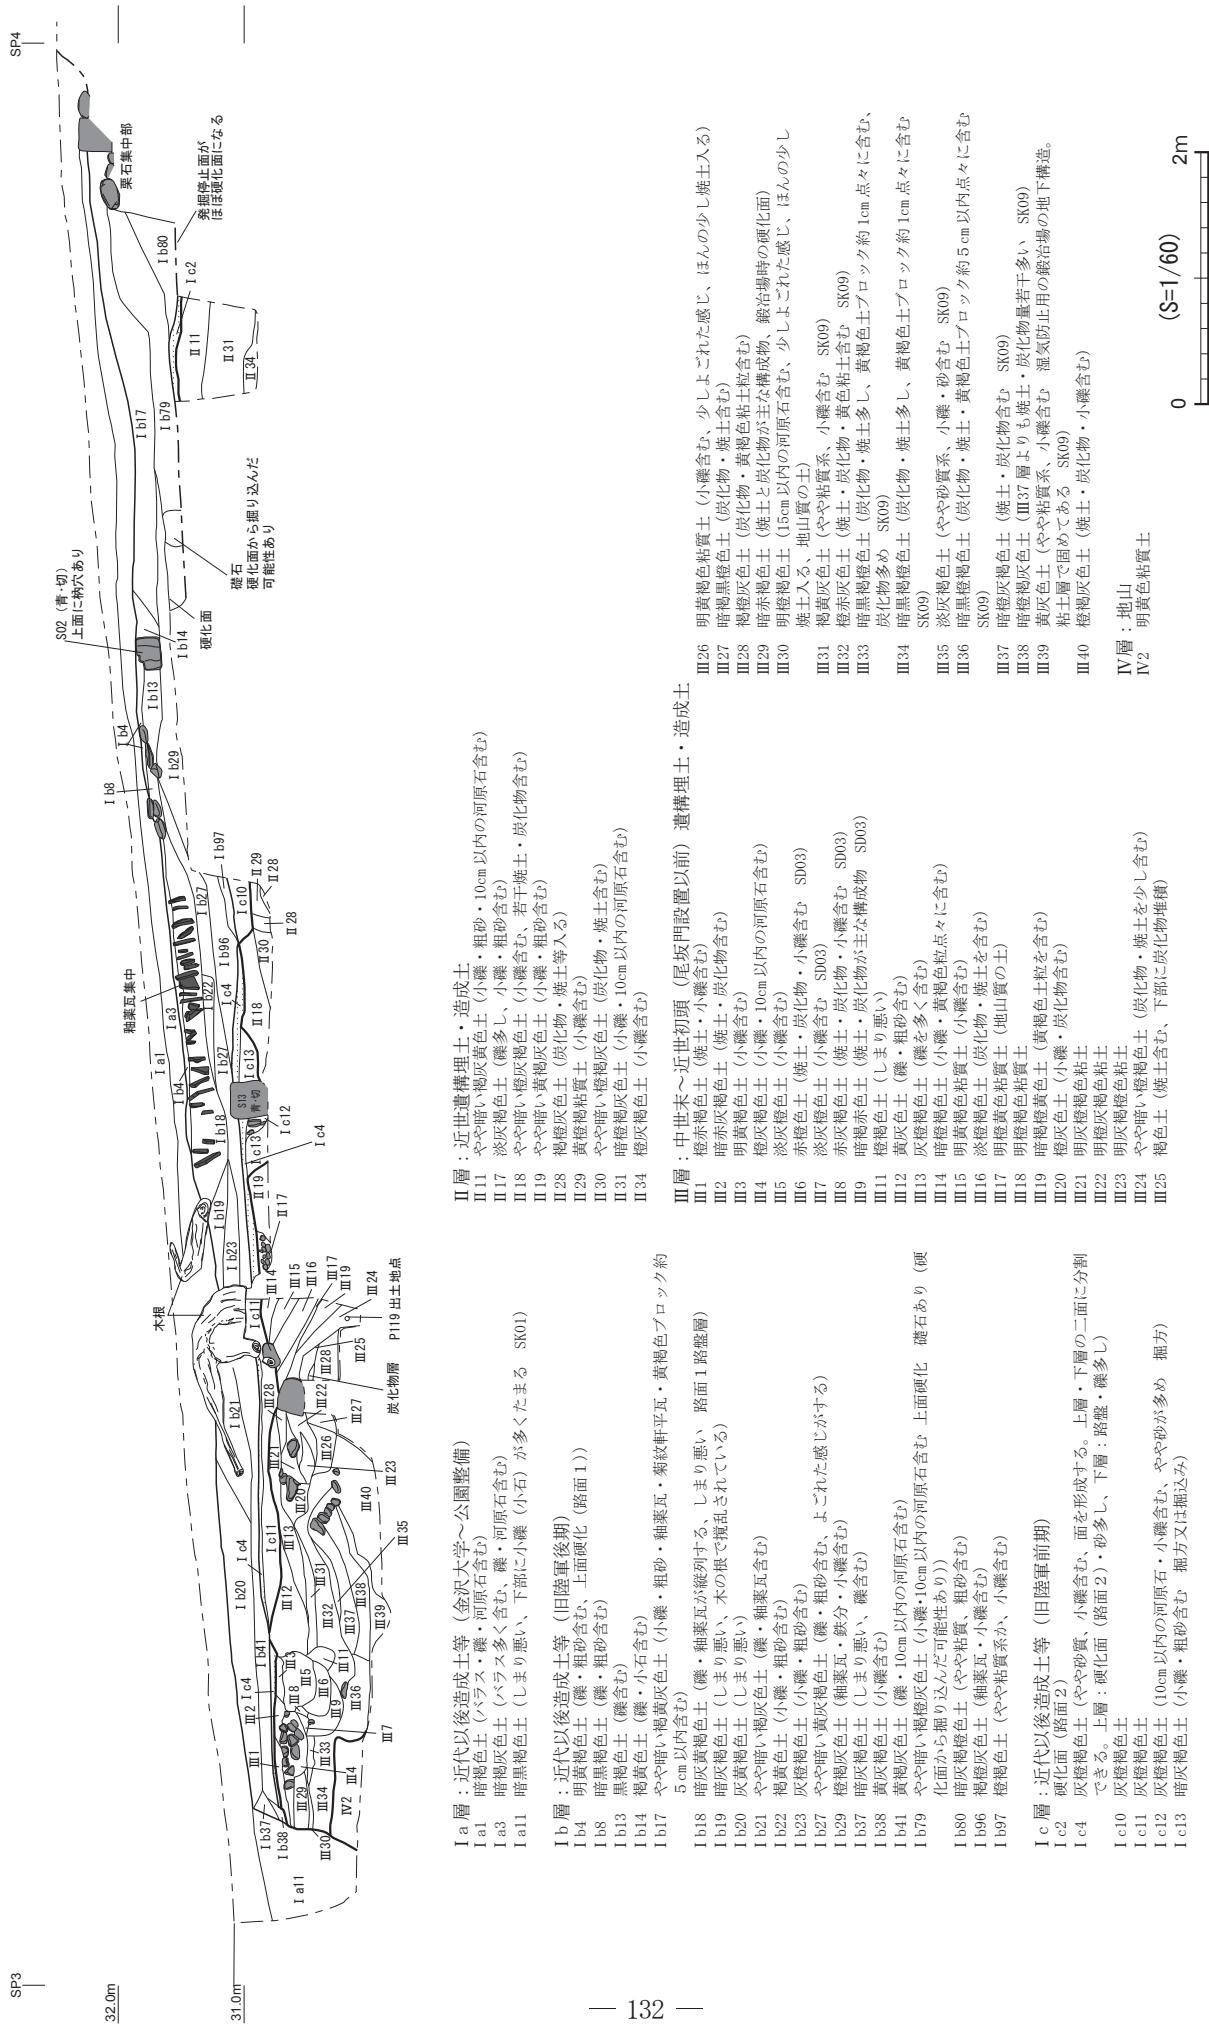 SP3
SP4
32.0m
31.0m
Ⅰa11
Ⅰb37
Ⅰb38
Ⅲ30
Ⅲ29
Ⅲ34
Ⅳ2
Ⅲ1
Ⅲ2
Ⅰc4
Ⅲ3
Ⅲ4
Ⅲ33
Ⅲ7
Ⅲ8
Ⅲ9
Ⅲ5
Ⅲ6
Ⅲ11
Ⅲ36
Ⅰb41
Ⅰb20
Ⅰc4
Ⅰc11
Ⅲ12
Ⅲ13
Ⅲ31
Ⅲ32
Ⅲ37
Ⅲ38
Ⅲ39
Ⅲ35
Ⅲ40
Ⅰb21
Ⅲ20
Ⅲ21
Ⅲ28
Ⅲ22
Ⅲ26
Ⅲ27
Ⅲ23
炭化物層
Ⅲ28
Ⅲ25
P119出土地点
Ⅲ24
Ⅲ19
Ⅲ17
Ⅲ16
Ⅲ15
Ⅲ14
Ⅰc11
木根
Ⅰb23
Ⅰb19
Ⅱ17
Ⅱ19
Ⅰc13
Ⅰc4
Ⅰc12
Ⅰb18
S13
青・切
Ⅰc13
Ⅰb4
Ⅰa1
Ⅰa3
釉薬瓦集中
Ⅰb22
Ⅰb27
Ⅰc4
Ⅱ18
Ⅰb96
Ⅰb27
Ⅰb97
Ⅰc10
Ⅱ30
Ⅱ28
Ⅱ29
Ⅱ28
Ⅰb8
Ⅰb4
Ⅰb29
Ⅰb13
S02（青・切）
上面に柄穴あり
Ⅰb14
硬化面
礎石
硬化面から掘り込んだ
可能性あり
Ⅰb17
Ⅰb79
Ⅱ11
Ⅱ31
Ⅱ34
Ⅰc2
Ⅰb80
発掘停止面が
ほぼ硬化面になる
栗石集中部
Ⅰa層：近代以後造成土等（金沢大学～公園整備）
Ⅰa1　暗褐色土（バラス・礫・河原石含む）
Ⅰa3　暗灰色土（バラス多く含む、礫・河原石含む）
Ⅰa11　暗黒褐色土（しまり悪い、下部に小礫（小石）が多くたまる　SK01）
Ⅰb層：近代以後造成土等（旧陸軍後期）
Ⅰb4　明黄褐色土（礫・粗砂含む、上面硬化（路面１））
Ⅰb8　暗黒褐色土（礫・粗砂含む）
Ⅰb13　黒褐色土（礫含む）
Ⅰb14　褐黄色土（礫・小石含む）
Ⅰb17　やや暗い褐黄灰色土（小礫・粗砂・釉薬瓦・菊紋軒平瓦・黄褐色ブロック約
5cm以内含む）
Ⅰb18　暗灰黄褐色土（礫・釉薬瓦が縦列する、しまり悪い　路面１路盤層）
Ⅰb19　暗灰褐色土（しまり悪い、木の根で撹乱されている）
Ⅰb20　灰黄褐色土（しまり悪い）
Ⅰb21　やや暗い褐灰色土（礫・釉薬瓦含む）
Ⅰb22　褐黄色土（小礫・粗砂含む）
Ⅰb23　灰褐色土（小礫・粗砂含む）
Ⅰb27　やや暗い黄灰褐色土（礫・粗砂含む、よごれた感じがする）
Ⅰb29　橙褐灰色土（釉薬瓦・鉄分・小礫含む）
Ⅰb37　暗灰褐色土（しまり悪い、礫含む）
Ⅰb38　黄灰褐色土（小礫含む）
Ⅰb41　黄褐灰色土（礫・10cm以内の河原石含む）
Ⅰb79　やや暗い褐橙灰色土（小礫・10cm以内の河原石含む　上面硬化　礎石あり（硬
化面から掘り込んだ可能性あり））
Ⅰb80　暗灰褐橙色土（やや粘質、粗砂含む）
Ⅰb96　褐橙灰色土（釉薬瓦・小礫含む）
Ⅰb97　橙褐色土（やや粘質系か、小礫含む）
Ⅰc層：近代以後造成土等（旧陸軍前期）
Ⅰc2　硬化面（路面２）
Ⅰc4　灰橙褐色土（やや砂質、小礫含む、面を形成する。上層・下層の二面に分割
できる。上層：硬化面（路面２）・砂多し、下層：路盤・礫多し）
Ⅰc10　灰橙褐色土
Ⅰc11　灰橙褐色土
Ⅰc12　灰橙褐色土（10cm以内の河原石・小礫含む、やや砂が多め　掘方）
Ⅰc13　暗灰褐色土（小礫・粗砂含む　掘方又は掘込み）
Ⅱ層：近世遺構埋土・造成土
Ⅱ11　やや暗い褐灰黄色土（小礫・粗砂・10cm以内の河原石含む）
Ⅱ17　淡灰褐色土（礫多し、小礫・粗砂含む）
Ⅱ18　やや暗い橙灰褐色土（小礫含む、若干焼土・炭化物含む）
Ⅱ19　やや暗い黄褐灰色土（小礫・粗砂含む）
Ⅱ28　褐橙灰色土（炭化物・焼土等入る）
Ⅱ29　黄橙褐粘質土（小礫含む）
Ⅱ30　やや暗い橙褐灰色土（炭化物・焼土含む）
Ⅱ31　暗橙褐灰色土（小礫・10cm以内の河原石含む）
Ⅱ34　橙灰褐色土（小礫含む）
Ⅲ層：中世末～近世初頭（尾坂門設置以前）遺構埋土・造成土
Ⅲ1　橙赤褐色土（焼土・小礫含む）
Ⅲ2　暗赤灰褐色土（焼土・炭化物含む）
Ⅲ3　明黄褐色土（小礫含む）
Ⅲ4　橙灰褐色土（小礫・10cm以内の河原石含む）
Ⅲ5　淡灰橙色土（小礫含む）
Ⅲ6　赤橙色土（焼土・炭化物・小礫含む　SD03）
Ⅲ7　淡灰橙色土（小礫含む　SD03）
Ⅲ8　赤灰褐色土（焼土・炭化物・小礫含む　SD03）
Ⅲ9　暗褐赤色土（焼土・炭化物が主な構成物　SD03）
Ⅲ11　橙褐色土（しまり悪い）
Ⅲ12　黄灰色土（礫・粗砂含む）
Ⅲ13　灰橙褐色土（礫を多く含む）
Ⅲ14　暗橙褐色土（小礫・黄褐色粒点々に含む）
Ⅲ15　明黄褐色粘質土（小礫含む）
Ⅲ16　淡橙褐色土（炭化物・焼土を含む）
Ⅲ17　明橙黄色粘質土（地山質の土）
Ⅲ18　明橙褐色粘質土
Ⅲ19　暗褐橙黄色土（黄褐色土粒を含む）
Ⅲ20　橙灰色土（小礫・炭化物含む）
Ⅲ21　明灰橙褐色粘土
Ⅲ22　明橙灰褐色粘土
Ⅲ23　明灰褐橙色粘土
Ⅲ24　やや暗い橙褐色土（炭化物・焼土を少し含む）
Ⅲ25　褐色土（焼土含む、下部に炭化物堆積）
Ⅲ26　明黄褐色粘質土（小礫含む、少しよごれた感じ、ほんの少し焼土入る）
Ⅲ27　暗褐黒橙色土（炭化物・焼土含む）
Ⅲ28　褐橙灰色土（炭化物・黄褐色粘土粒含む）
Ⅲ29　暗赤褐色土（焼土と炭化物が主な構成物、鍛冶場時の硬化面）
Ⅲ30　明橙褐色土（15cm以内の河原石含む、少しよごれた感じ、ほんの少し
焼土入る、地山質の土）
Ⅲ31　褐黄灰色土（やや粘質系、小礫含む　SK09）
Ⅲ32　橙赤灰色土（焼土・炭化物・黄色粘土含む　SK09）
Ⅲ33　暗黒褐橙色土（炭化物・焼土多し、黄褐色土ブロック約1cm点々に含む、
炭化物多め　SK09）
Ⅲ34　暗黒褐橙色土（炭化物・焼土多し、黄褐色土ブロック約1cm点々に含む
SK09）
Ⅲ35　淡灰褐色土（やや砂質系、小礫・砂含む　SK09）
Ⅲ36　暗黒橙褐色土（炭化物・焼土・黄褐色土ブロック約５cm以内点々に含む
SK09）
Ⅲ37　暗橙灰褐色土（焼土・炭化物含む　SK09）
Ⅲ38　暗橙褐灰色土（Ⅲ37層よりも焼土・炭化物量若干多い　SK09）
Ⅲ39　黄灰色土（やや粘質系、小礫含む　湿気防止用の鍛冶場の地下構造。
粘土層で固めてある　SK09）
Ⅲ40　橙褐灰色土（焼土・炭化物・小礫含む）
Ⅳ層：地山
Ⅳ2　明黄色粘質土
(S=1/60)
0
2m
― 132 ―